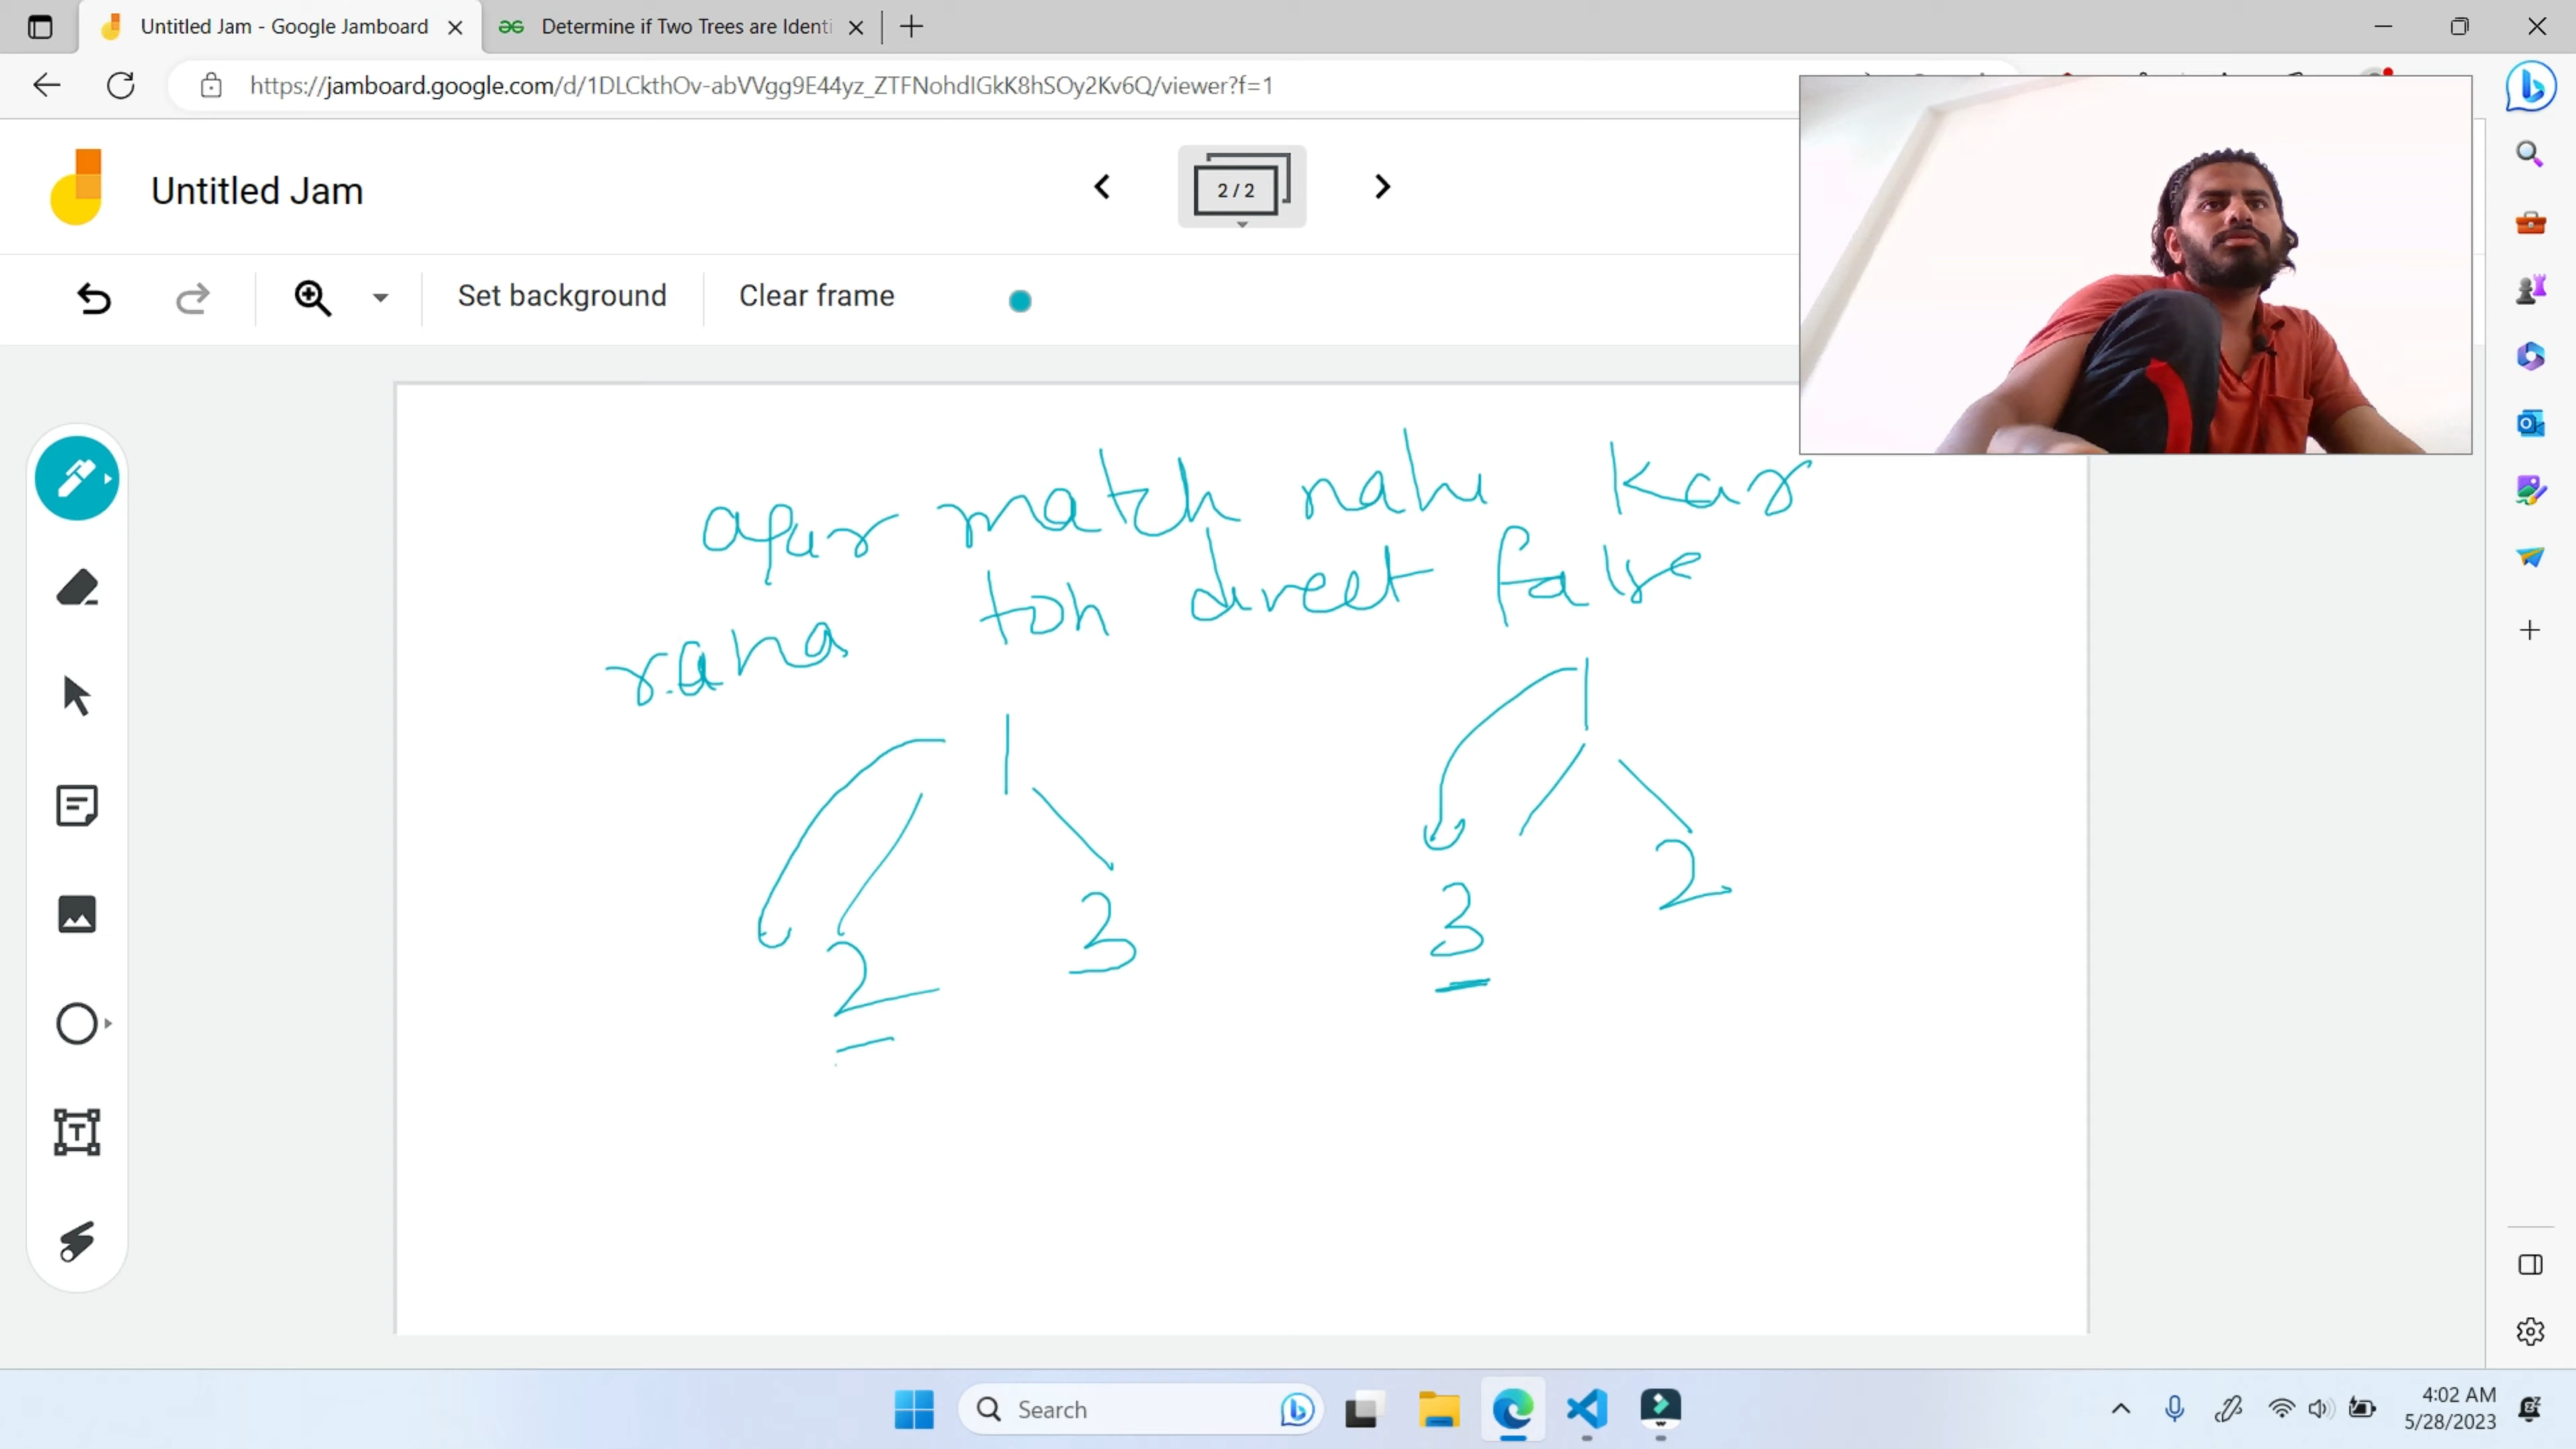 Untitled Jam - Google Jamboard
Determine if Two Trees are Identi
https://jamboard.google.com/d/1DLCkthOv-abVVgg9E44yz_ZTFNohdIGkK8hSOy2Kv6Q/viewer?f=1
Untitled Jam
2 / 2
Set background
Clear frame
agar match nahi kar
raha toh direct false
1
1
2
3
3
2
Search
4:02 AM
5/28/2023